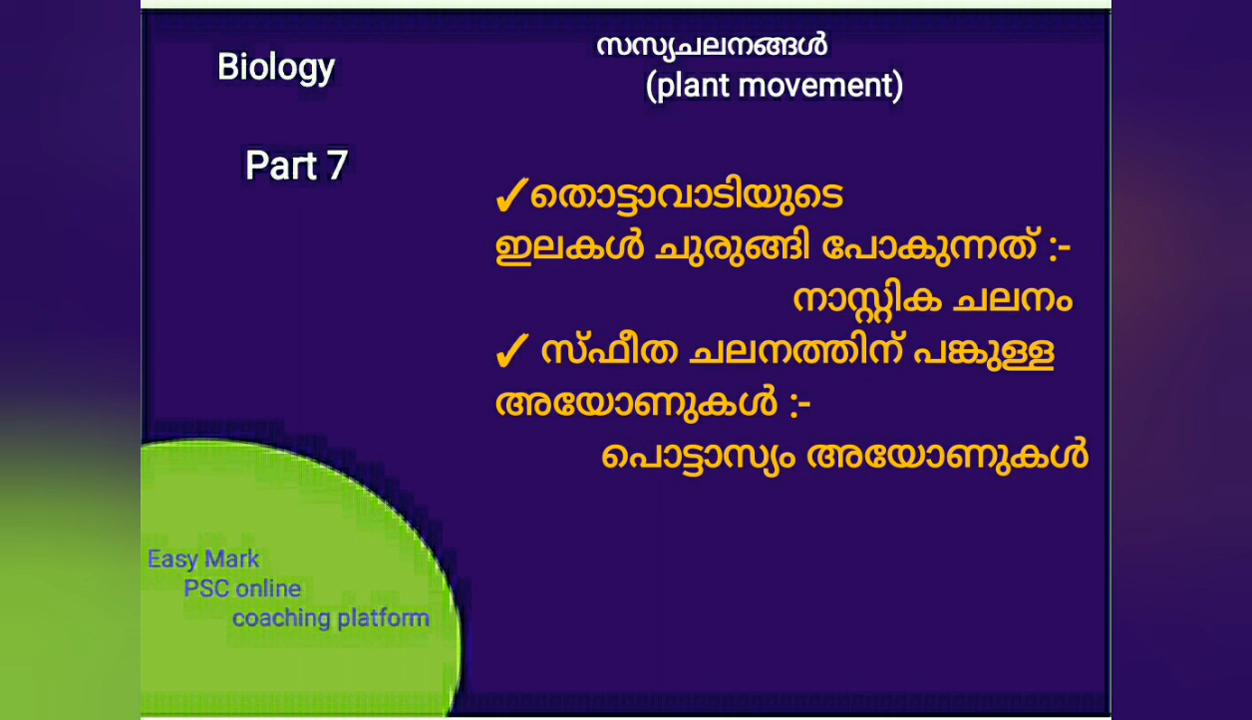 Biology
സസ്യചലനങ്ങൾ
(plant movement)
Part 7
✓തൊട്ടാവാടിയുടെ
ഇലകൾ ചുരുങ്ങി പോകുന്നത് :-
നാസ്റ്റിക ചലനം
✓ സ്ഫീത ചലനത്തിന് പങ്കുള്ള
അയോണുകൾ :-
പൊട്ടാസ്യം അയോണുകൾ
Easy Mark
PSC online
coaching platform